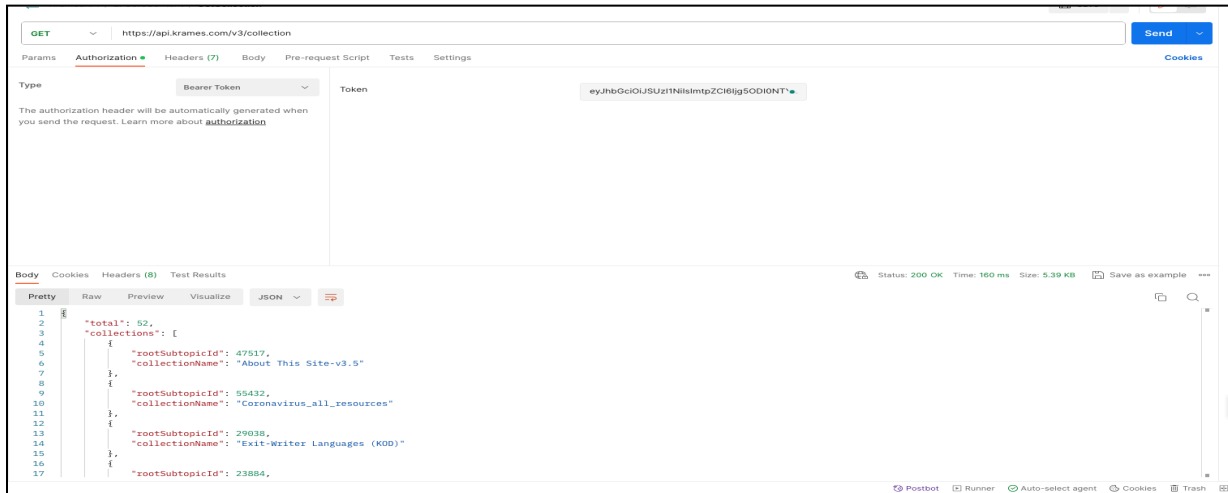 GET https://api.krames.com/v3/collection Send
Params Authorization Headers (7) Body Pre-request Script Tests Settings Cookies
Type Bearer Token Token
The authorization header will be automatically generated when
you send the request. Learn more about authorization
Body Cookies Headers (8) Test Results Status: 200 OK Time: 160 ms Size: 5.39 KB Save as example
Pretty Raw Preview Visualize JSON
1 {
2 "total": 52,
3 "collections": [
4 {
5 "rootSubtopicId": 47517,
6 "collectionName": "About This Site-v3.5"
7 },
8 {
9 "rootSubtopicId": 55432,
10 "collectionName": "Coronavirus_all_resources"
11 },
12 {
13 "rootSubtopicId": 29038,
14 "collectionName": "Exit-Writer Languages (KOD)"
15 },
16 {
17 "rootSubtopicId": 23884,
Postbot Runner Auto-select agent Cookies Trash